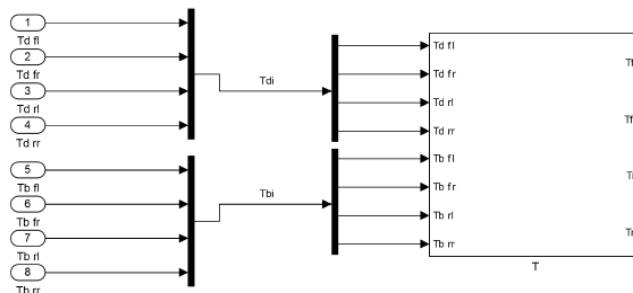 1
Td fl
2
Td fr
3
Td rl
4
Td rr
5
Tb fl
6
Tb fr
7
Tb rl
8
Tb rr
Tdi
Tbi
Td fl
Td fr
Td rl
Td rr
Tb fl
Tb fr
Tb rl
Tb rr
T